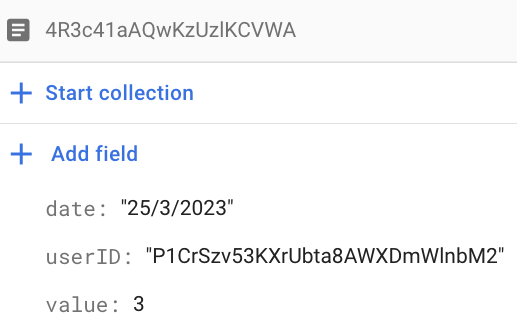 4R3c41aAQwKzUzlKCVWA
Start collection
Add field
date: "25/3/2023"
userID: "P1CrSzv53KXrUbta8AWXDmWlnbM2"
value: 3